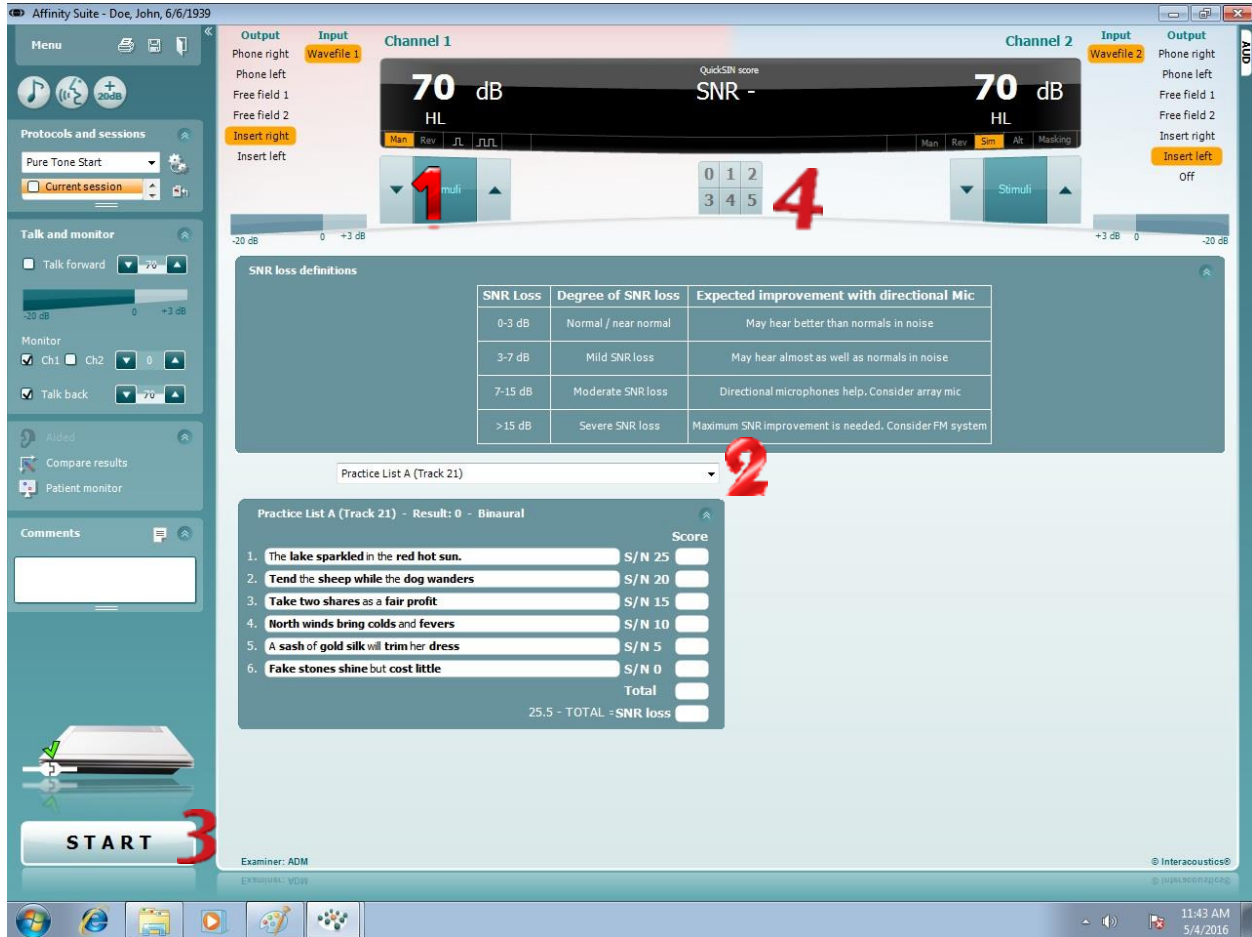 Affinity Suite - Doe, John, 6/6/1939
Menu
20dB
Protocols and sessions
Pure Tone Start
Current session
Talk and monitor
Talk forward 70
-20 dB 0 +3 dB
Monitor
Ch1 Ch2 0
Talk back 70
Aided
Compare results
Patient monitor
Comments
START
3
Output
Phone right
Phone left
Free field 1
Free field 2
Insert right
Insert left
Input
Wavefile 1
Channel 1
Channel 2
Input
Wavefile 2
Output
Phone right
Phone left
Free field 1
Free field 2
Insert right
Insert left
Off
AUD
70 dB
HL
QuickSIN score
SNR -
70 dB
HL
Man Rev
Man Rev Sim Alt Masking
1
Stimuli
0 1 2
3 4 5
4
Stimuli
-20 dB 0 +3 dB
+3 dB 0 -20 dB
SNR loss definitions
SNR Loss Degree of SNR loss Expected improvement with directional Mic
0-3 dB Normal / near normal May hear better than normals in noise
3-7 dB Mild SNR loss May hear almost as well as normals in noise
7-15 dB Moderate SNR loss Directional microphones help. Consider array mic
>15 dB Severe SNR loss Maximum SNR improvement is needed. Consider FM system
Practice List A (Track 21)
2
Practice List A (Track 21) - Result: 0 - Binaural
Score
1. The lake sparkled in the red hot sun. S/N 25
2. Tend the sheep while the dog wanders S/N 20
3. Take two shares as a fair profit S/N 15
4. North winds bring colds and fevers S/N 10
5. A sash of gold silk will trim her dress S/N 5
6. Fake stones shine but cost little S/N 0
Total
25.5 - TOTAL = SNR loss
Examiner: ADM
© Interacoustics®
11:43 AM
5/4/2016